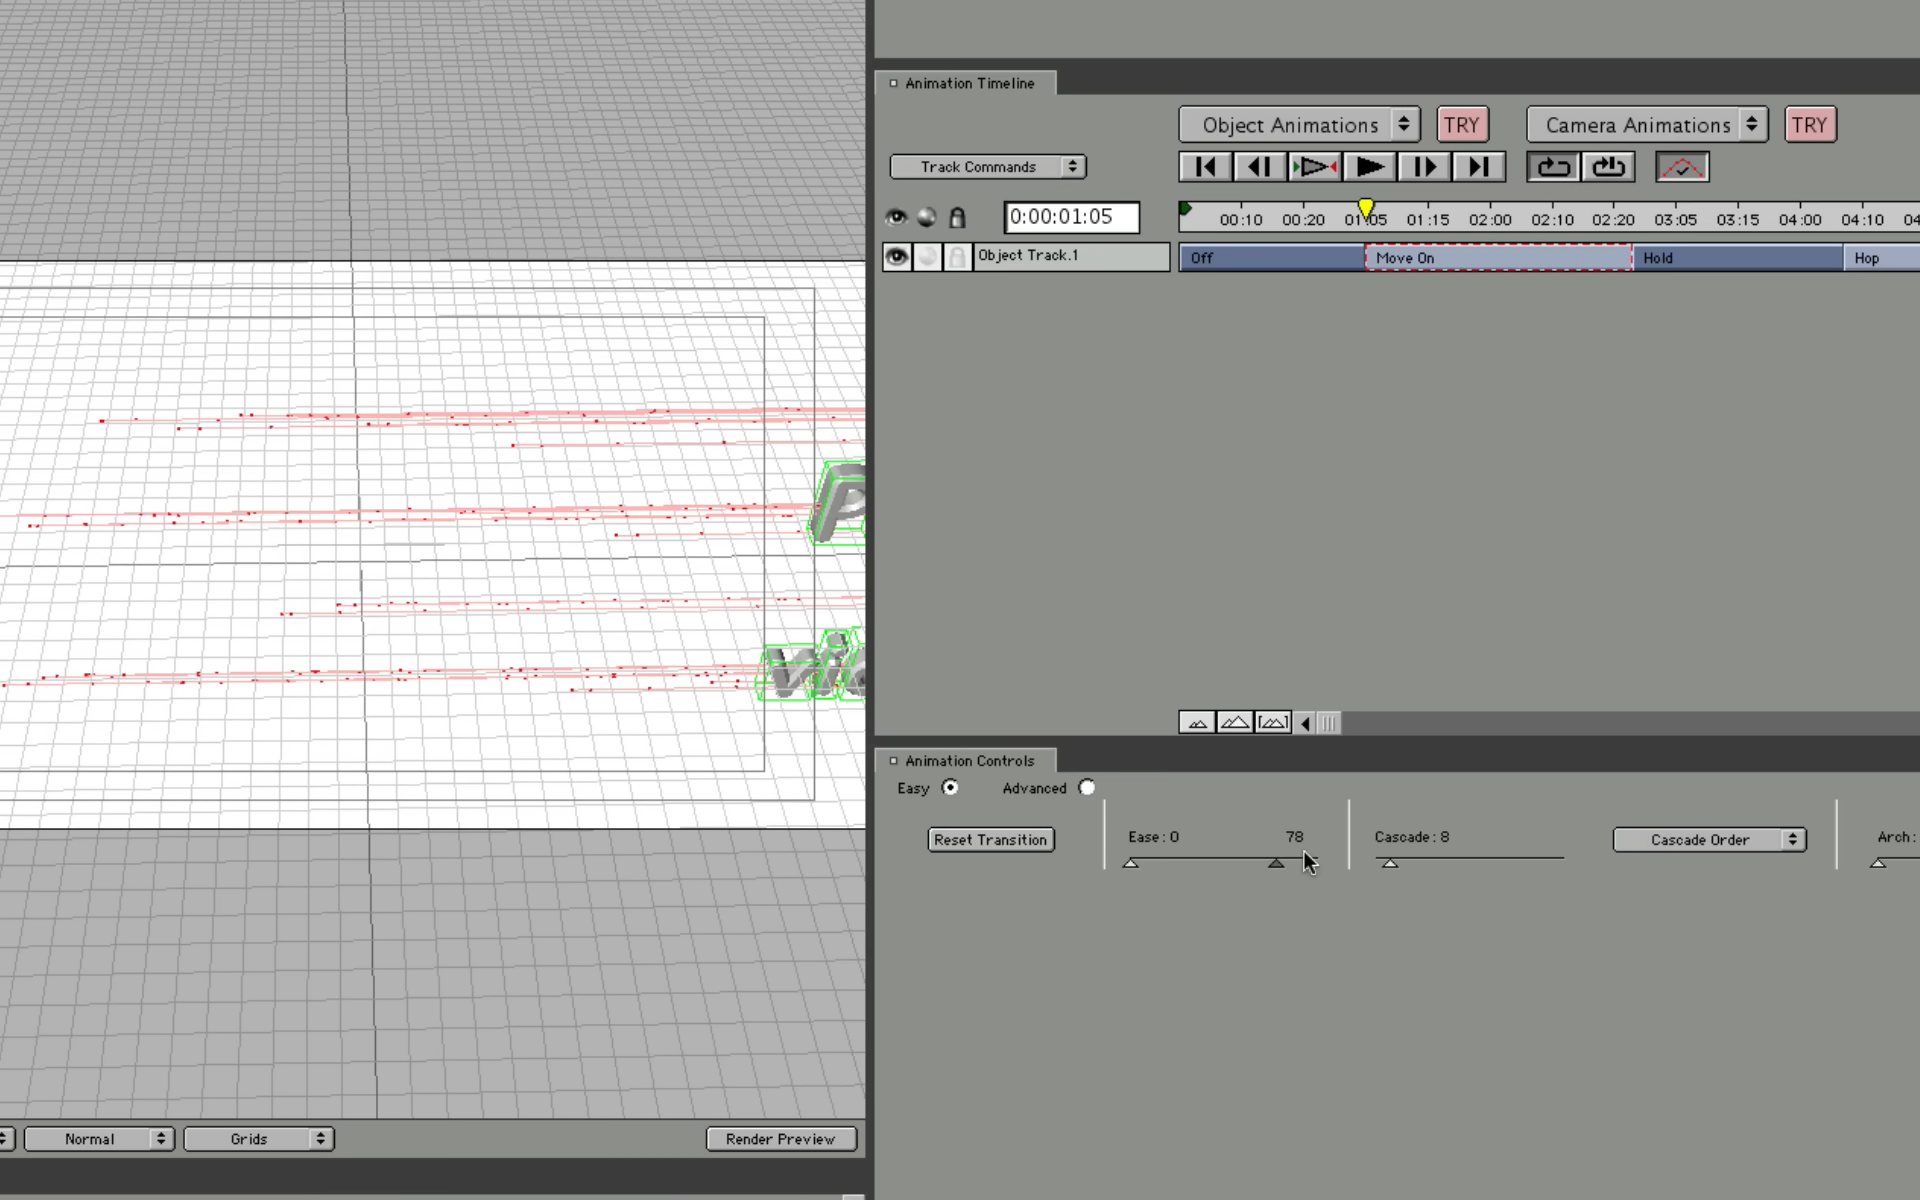 Animation Timeline
Object Animations TRY Camera Animations TRY
Track Commands
0:00:01:05 00:10 00:20 01:05 01:15 02:00 02:10 02:20 03:05 03:15 04:00 04:10
Object Track.1 Off Move On Hold Hop
P
Animation Controls
Easy Advanced
Reset Transition Ease: 0 78 Cascade: 8 Cascade Order Arch:
Normal Grids Render Preview